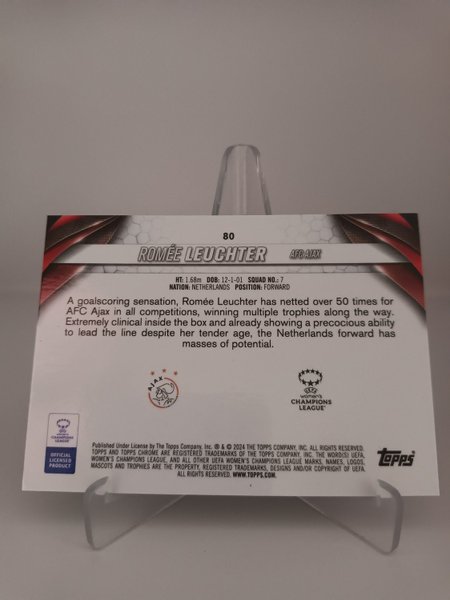 80
ROMÉE LEUCHTER AFC AJAX
HT: 1.68m DOB: 12-1-01 SQUAD NO.: 7
NATION: NETHERLANDS POSITION: FORWARD
A goalscoring sensation, Romée Leuchter has netted over 50 times for
AFC Ajax in all competitions, winning multiple trophies along the way.
Extremely clinical inside the box and already showing a precocious ability
to lead the line despite her tender age, the Netherlands forward has
masses of potential.
AJAX
UEFA
WOMEN'S
CHAMPIONS
LEAGUE
UEFA
WOMEN'S
CHAMPIONS
LEAGUE
OFFICIAL
LICENSED
PRODUCT
Published Under License by The Topps Company, Inc. ® & © 2024 THE TOPPS COMPANY, INC. ALL RIGHTS RESERVED.
TOPPS AND TOPPS CHROME ARE REGISTERED TRADEMARKS OF THE TOPPS COMPANY, INC. THE WORD(S) UEFA,
WOMEN'S CHAMPIONS LEAGUE, AND ALL OTHER UEFA WOMEN'S CHAMPIONS LEAGUE MARKS, NAMES, LOGOS,
MASCOTS AND TROPHIES ARE THE PROPERTY, REGISTERED TRADEMARKS, DESIGNS AND/OR COPYRIGHT OF UEFA.
ALL RIGHTS RESERVED. WWW.TOPPS.COM.
Topps